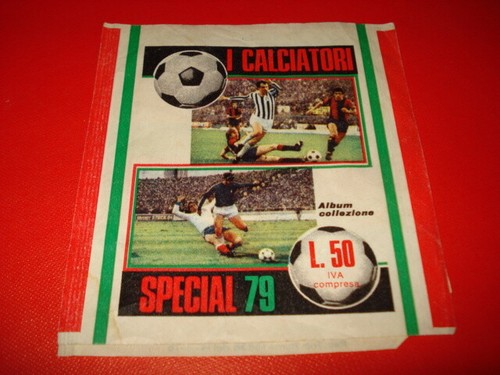 I CALCIATORI
Album
collezione
L. 50
IVA
compresa
SPECIAL 79